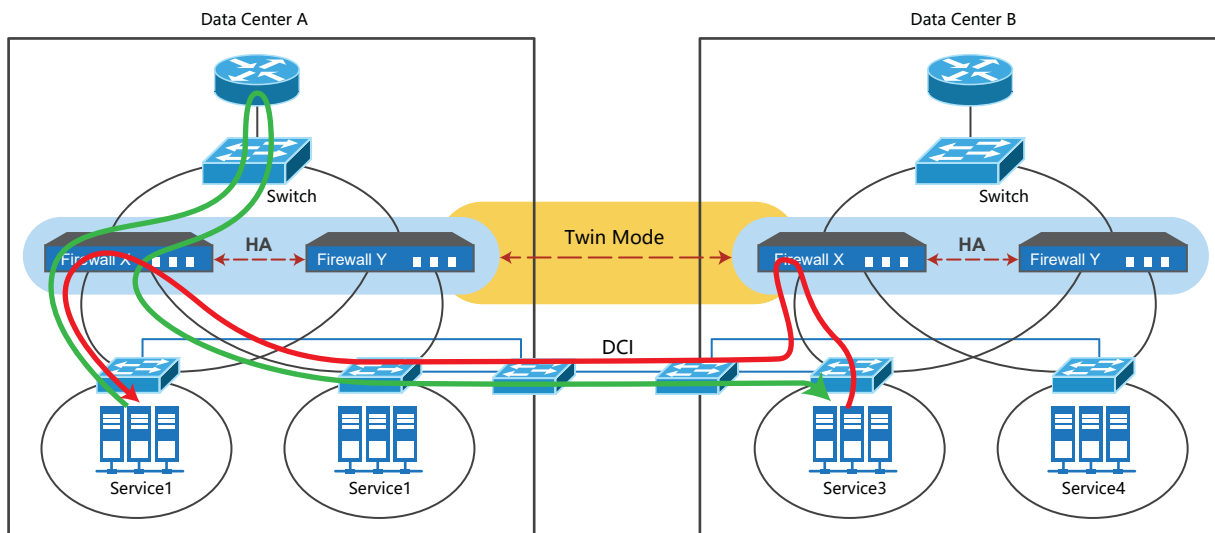 Data Center A
Data Center B
Switch
Switch
HA
Twin Mode
HA
Firewall X
Firewall Y
Firewall X
Firewall Y
DCI
Service1
Service1
Service3
Service4